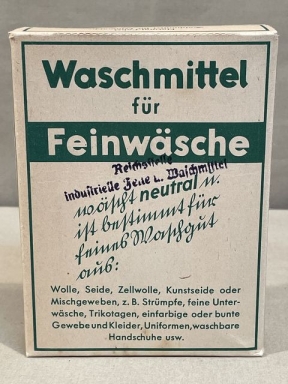 Waschmittel
für
Feinwäsche
Reichsstelle
industrielle Fette u. Waschmittel
wäscht neutral u.
ist bestimmt für
feines Waschgut
aus:
Wolle, Seide, Zellwolle, Kunstseide oder
Mischgeweben, z. B. Strümpfe, feine Unter-
wäsche, Trikotagen, einfarbige oder bunte
Gewebe und Kleider, Uniformen, waschbare
Handschuhe usw.